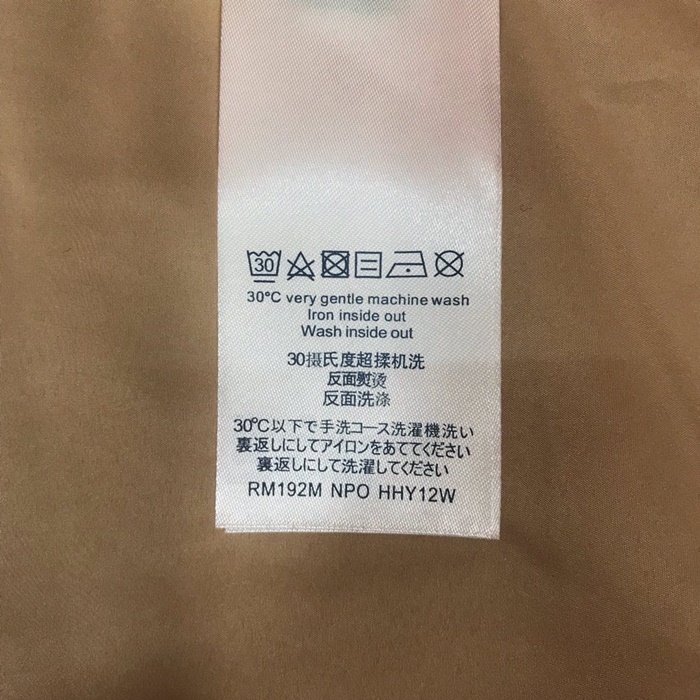 30
30°C very gentle machine wash
Iron inside out
Wash inside out
30摄氏度超揉机洗
反面熨烫
反面洗涤
30℃以下で手洗コース洗濯機洗い
裏返しにしてアイロンをあててください
裏返しにして洗濯してください
RM192M NPO HHY12W